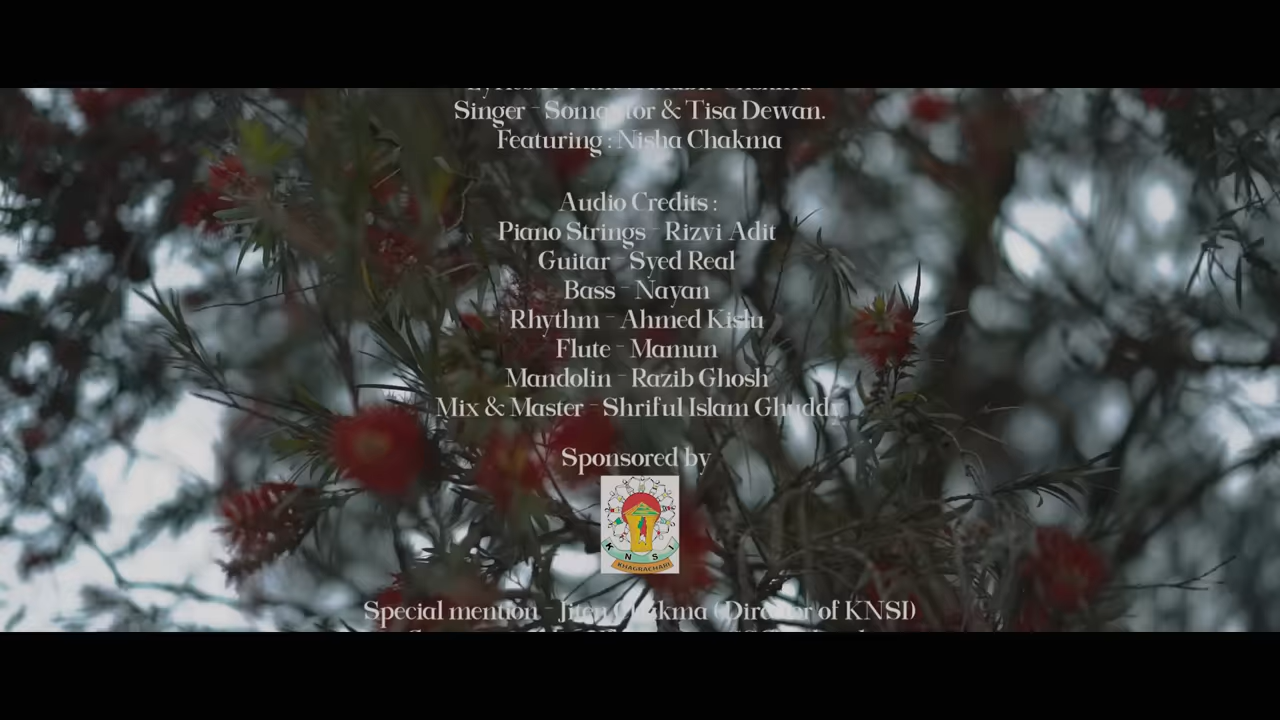 Singer - Somo tor & Tisa Dewan.
Featuring : Nisha Chakma
Audio Credits :
Piano Strings - Rizvi Adit
Guitar - Syed Real
Bass - Nayan
Rhythm - Ahmed Kislu
Flute - Mamun
Mandolin - Razib Ghosh
Mix & Master - Shriful Islam
Sponsored by
K N S I
KHAGRACHARI
Special mention - Jiten Chakma (Director of KNSI)